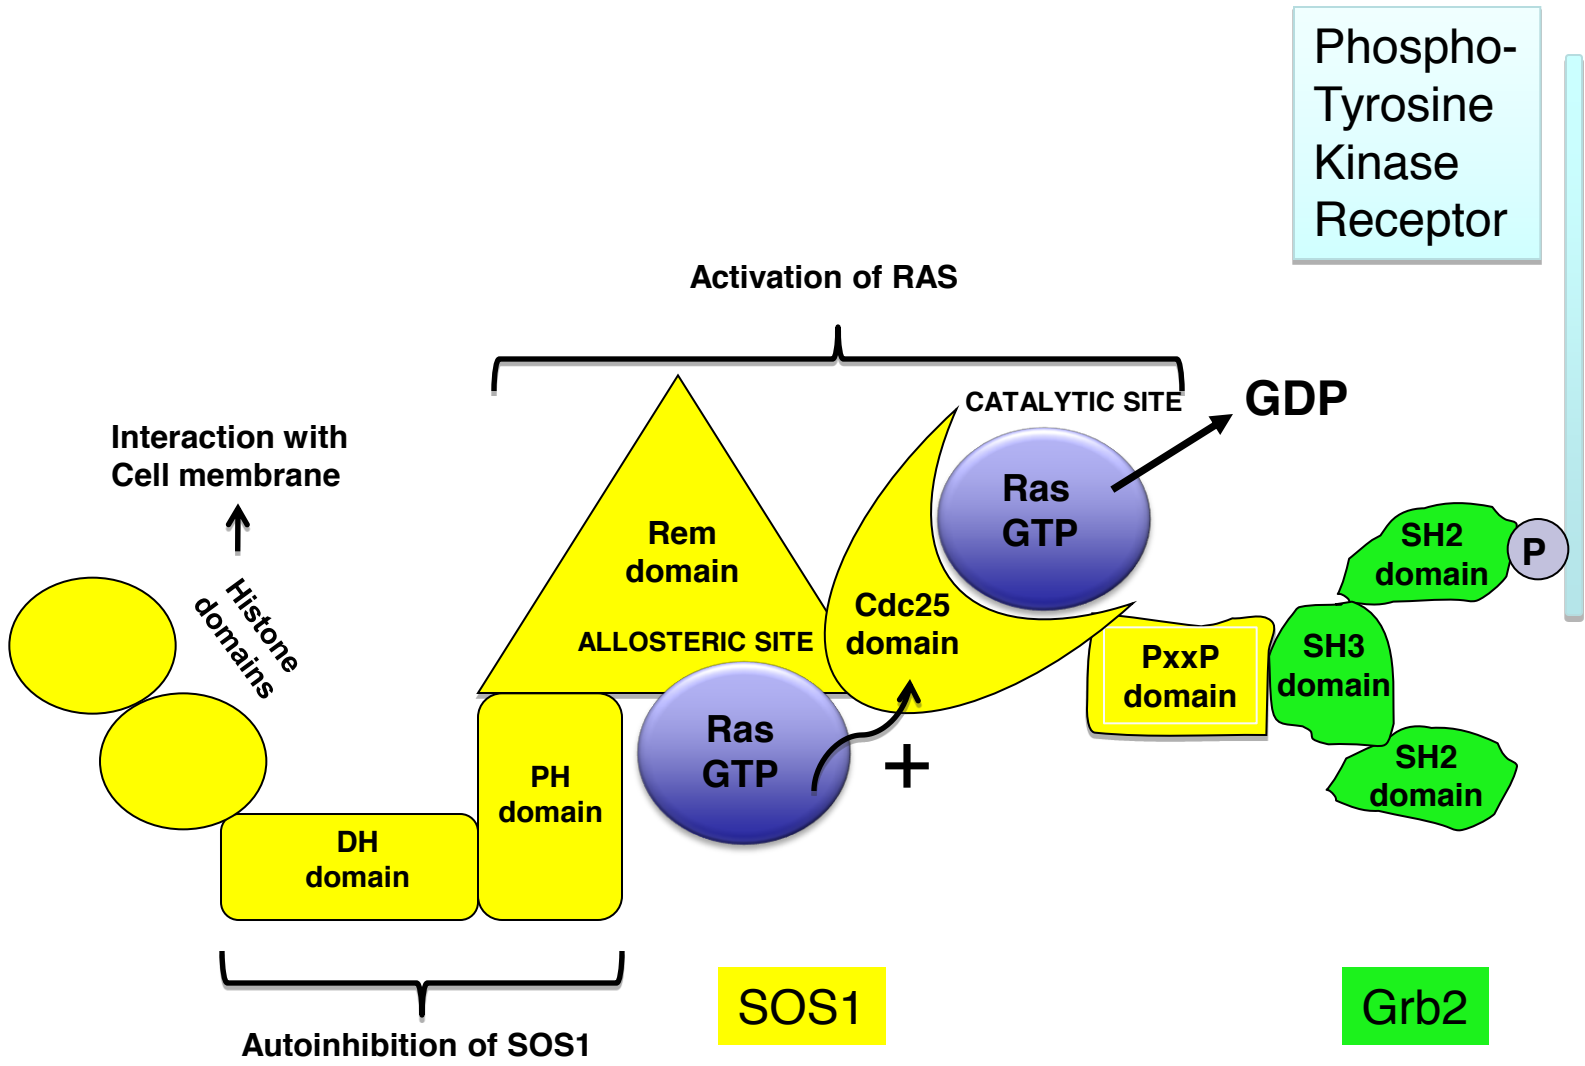 Phospho-
Tyrosine
Kinase
Receptor
Activation of RAS
CATALYTIC SITE
GDP
Interaction with
Cell membrane
Ras
GTP
Rem
domain
SH2
domain
P
Histone
domains
Cdc25
domain
ALLOSTERIC SITE
PxxP
domain
SH3
domain
Ras
GTP
+
PH
domain
SH2
domain
DH
domain
SOS1
Grb2
Autoinhibition of SOS1